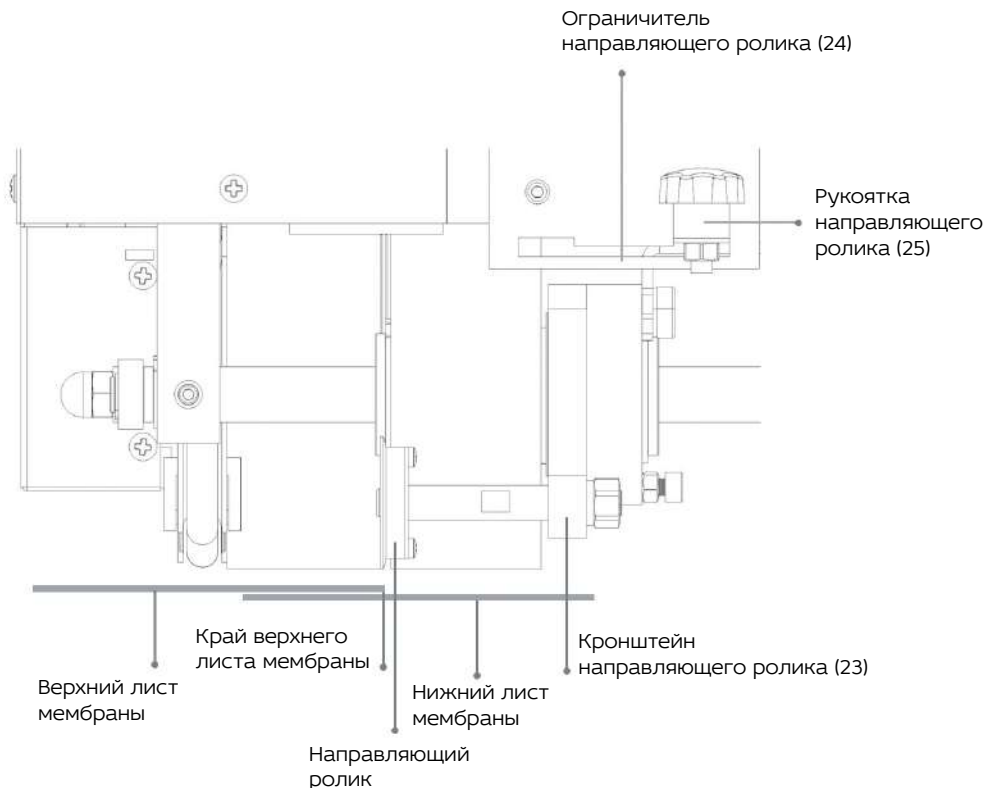 Ограничитель
направляющего ролика (24)
Рукоятка
направляющего
ролика (25)
Край верхнего
листа мембраны
Кронштейн
направляющего ролика (23)
Верхний лист
мембраны
Нижний лист
мембраны
Направляющий
ролик